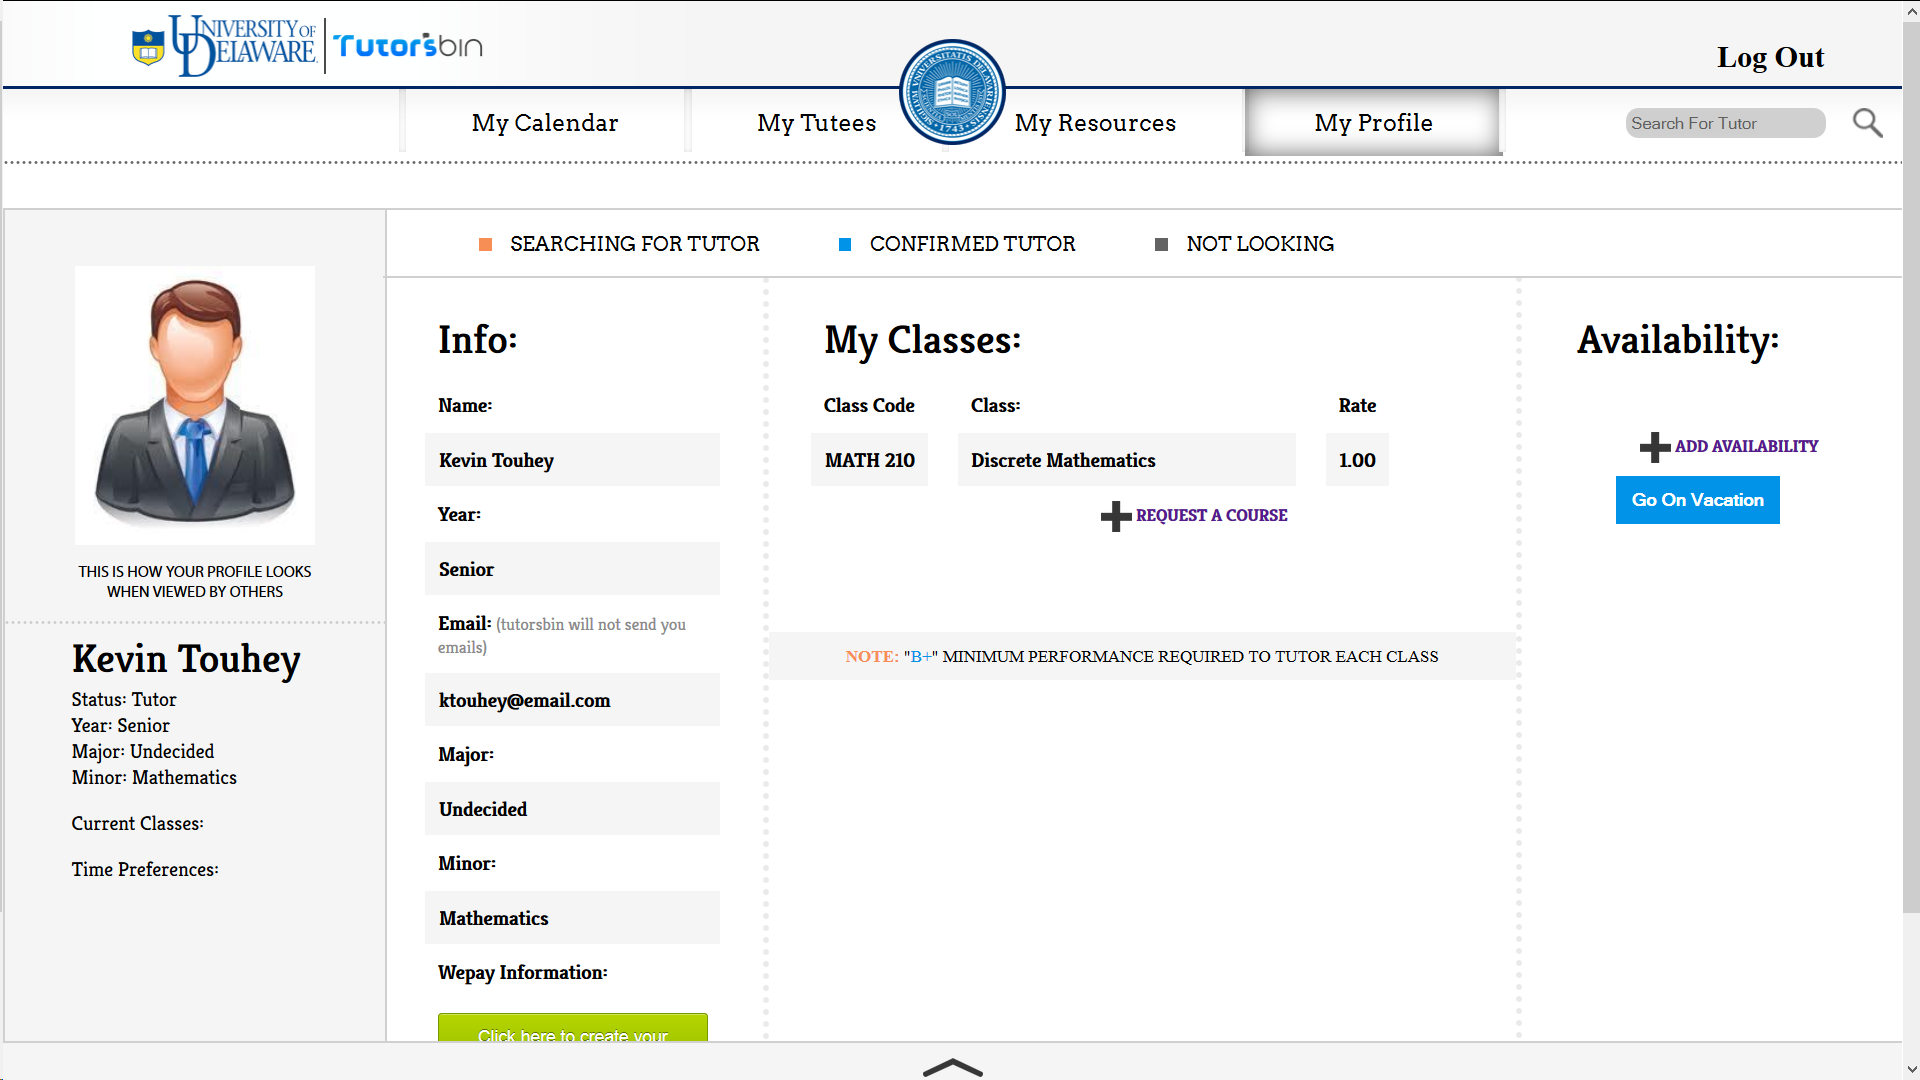 UNIVERSITY OF DELAWARE. Tutorsbin
Log Out
My Calendar
My Tutees
My Resources
My Profile
Search For Tutor
1743
SEARCHING FOR TUTOR
CONFIRMED TUTOR
NOT LOOKING
THIS IS HOW YOUR PROFILE LOOKS
WHEN VIEWED BY OTHERS
Kevin Touhey
Status: Tutor
Year: Senior
Major: Undecided
Minor: Mathematics
Current Classes:
Time Preferences:
Info:
Name:
Kevin Touhey
Year:
Senior
Email: (tutorsbin will not send you
emails)
ktouhey@email.com
Major:
Undecided
Minor:
Mathematics
Wepay Information:
Click here to create your
My Classes:
Class Code Class: Rate
MATH 210 Discrete Mathematics 1.00
REQUEST A COURSE
NOTE: "B+" MINIMUM PERFORMANCE REQUIRED TO TUTOR EACH CLASS
Availability:
ADD AVAILABILITY
Go On Vacation